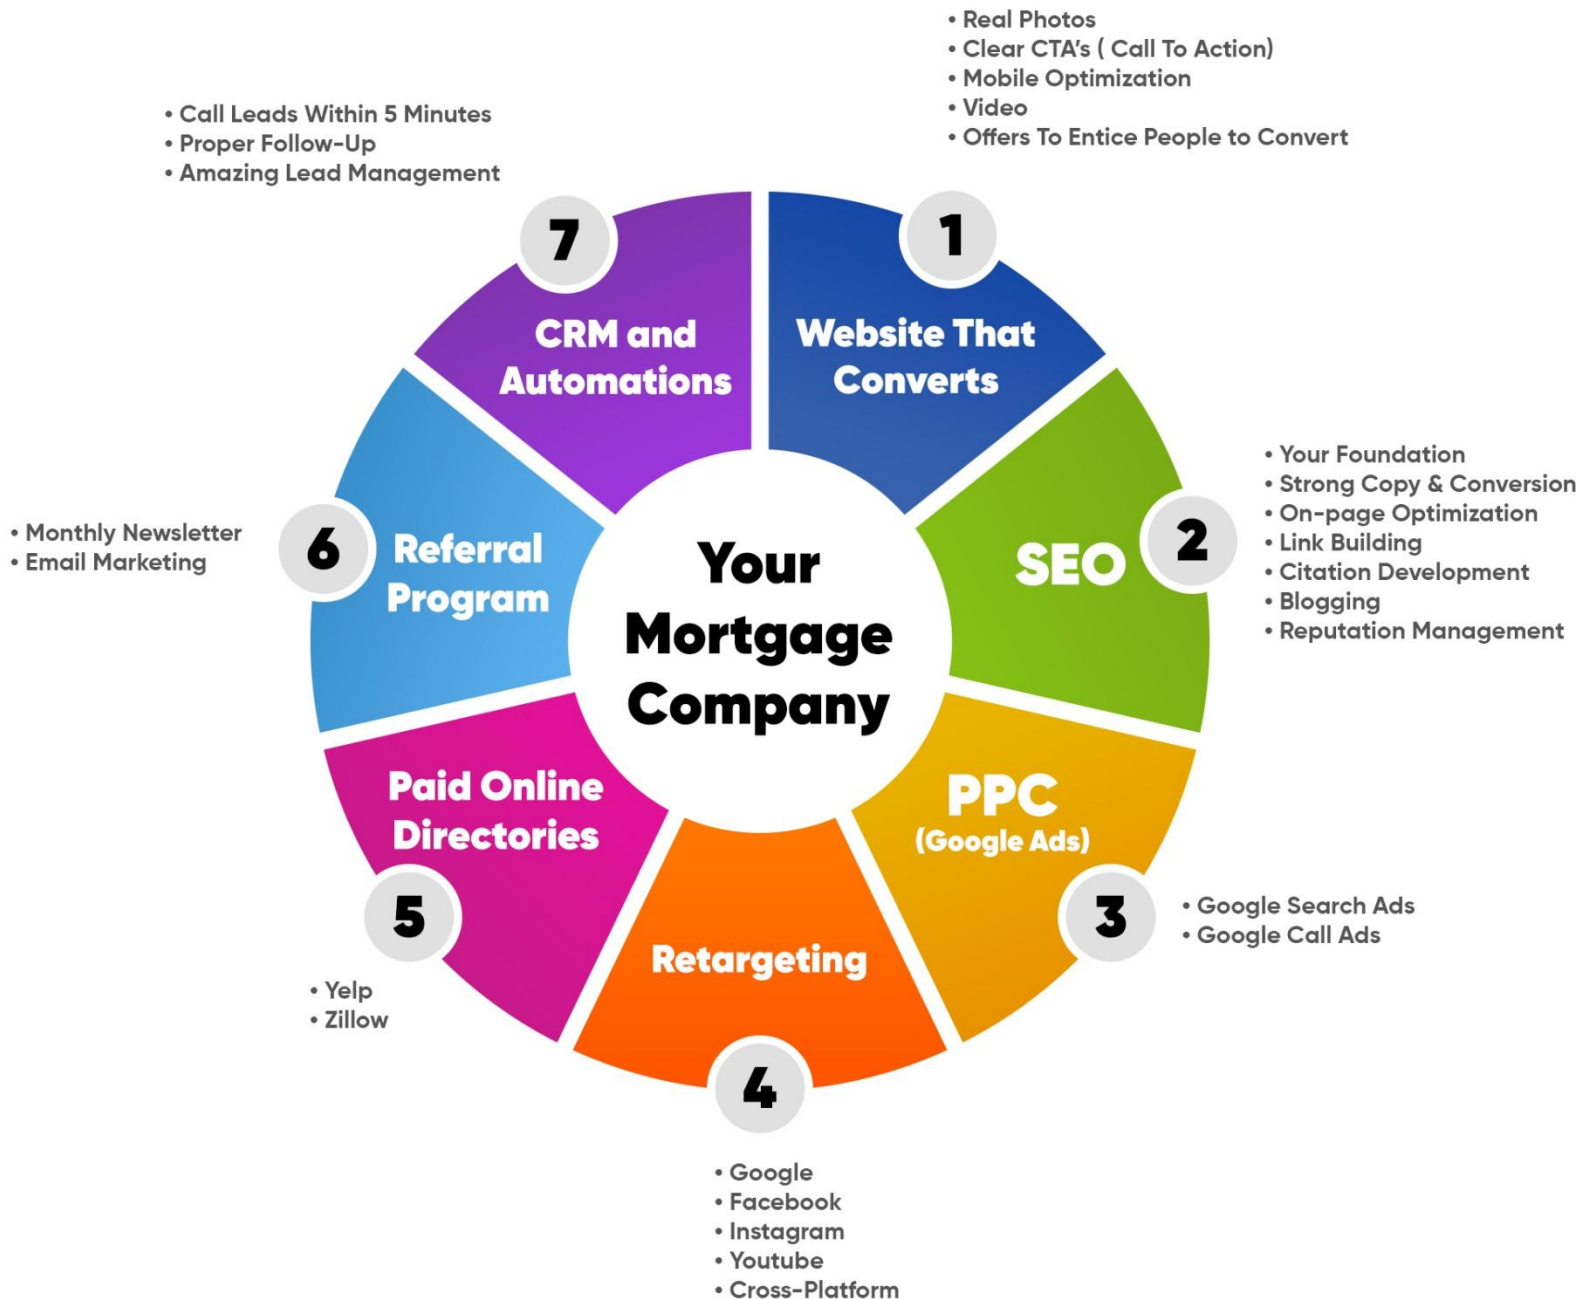 • Real Photos
• Clear CTA's ( Call To Action)
• Mobile Optimization
• Video
• Offers To Entice People to Convert
1
Website That
Converts
• Your Foundation
• Strong Copy & Conversion
• On-page Optimization
• Link Building
• Citation Development
• Blogging
• Reputation Management
2
SEO
3
PPC
(Google Ads)
• Google Search Ads
• Google Call Ads
4
Retargeting
• Google
• Facebook
• Instagram
• Youtube
• Cross-Platform
5
Paid Online
Directories
• Yelp
• Zillow
6
Referral
Program
• Monthly Newsletter
• Email Marketing
7
CRM and
Automations
• Call Leads Within 5 Minutes
• Proper Follow-Up
• Amazing Lead Management
Your
Mortgage
Company